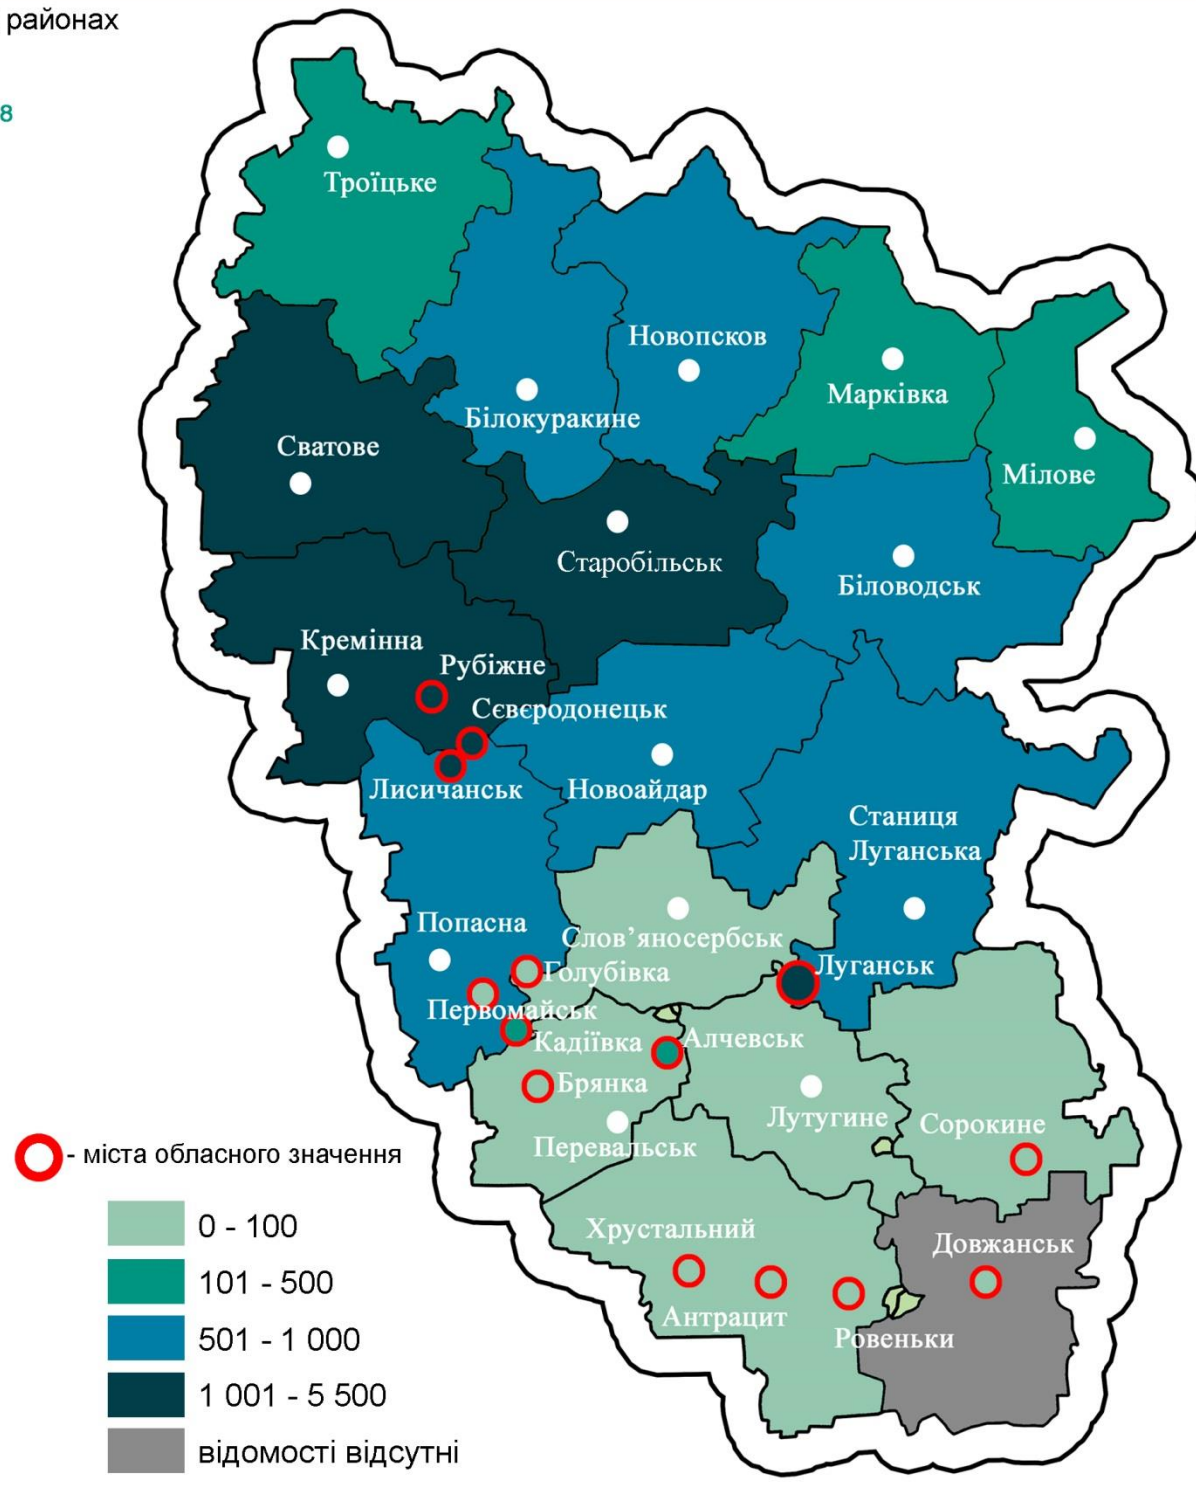 районах
8
Троїцьке
Новопсков
Марківка
Білокуракине
Сватове
Мілове
Старобільськ
Біловодськ
Кремінна
Рубіжне
Сєвєродонецьк
Лисичанськ
Новоайдар
Станиця
Луганська
Попасна
Слов’яносербськ
Луганськ
Голубівка
Первомайськ
Кадіївка
Алчевськ
Брянка
Лутугине
Сорокине
Перевальськ
- міста обласного значення
0 - 100
Хрустальний
Довжанськ
101 - 500
Антрацит
Ровеньки
501 - 1 000
1 001 - 5 500
відомості відсутні